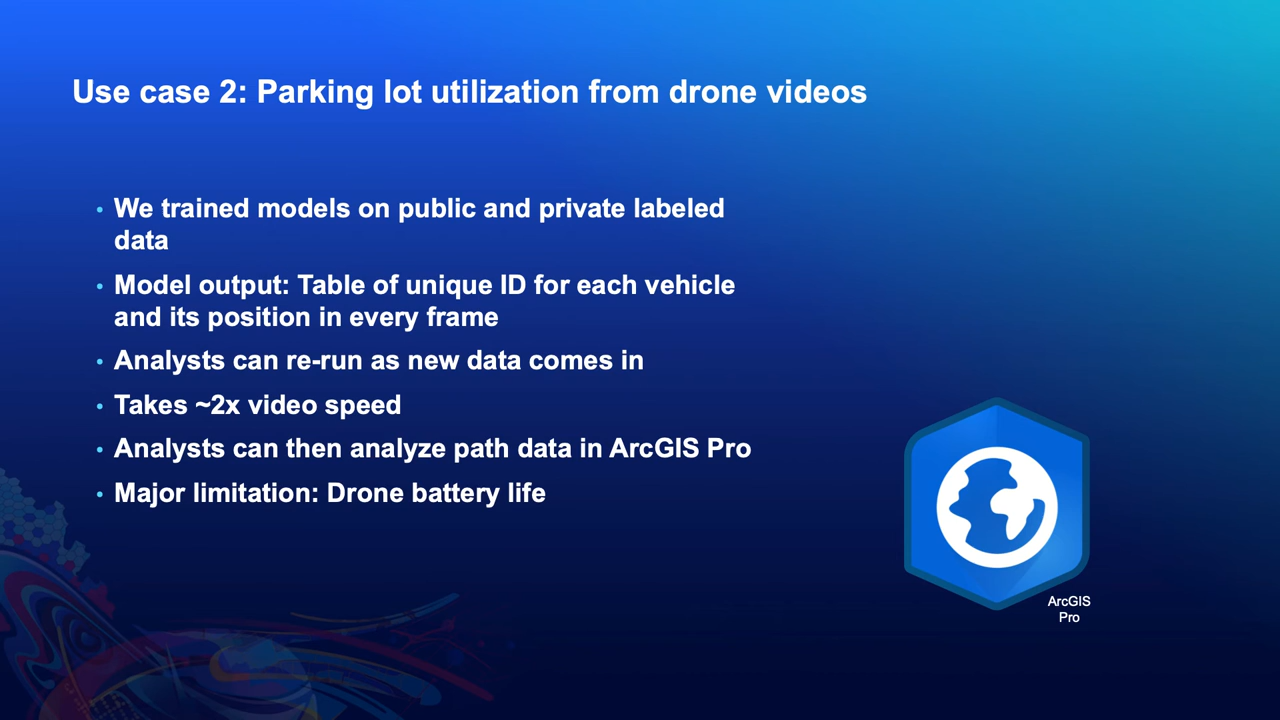 Use case 2: Parking lot utilization from drone videos
• We trained models on public and private labeled
data
• Model output: Table of unique ID for each vehicle
and its position in every frame
• Analysts can re-run as new data comes in
• Takes ~2x video speed
• Analysts can then analyze path data in ArcGIS Pro
• Major limitation: Drone battery life
ArcGIS
Pro